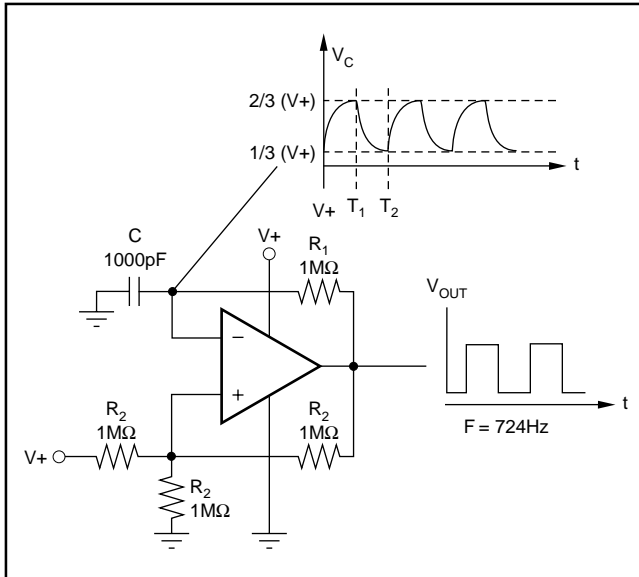 V_C
2/3 (V+)
1/3 (V+)
t
V+ T_1 T_2
C
1000pF
V+
R_1
1MΩ
V_OUT
−
+
R_2
1MΩ
R_2
1MΩ
V+
R_2
1MΩ
t
F = 724Hz